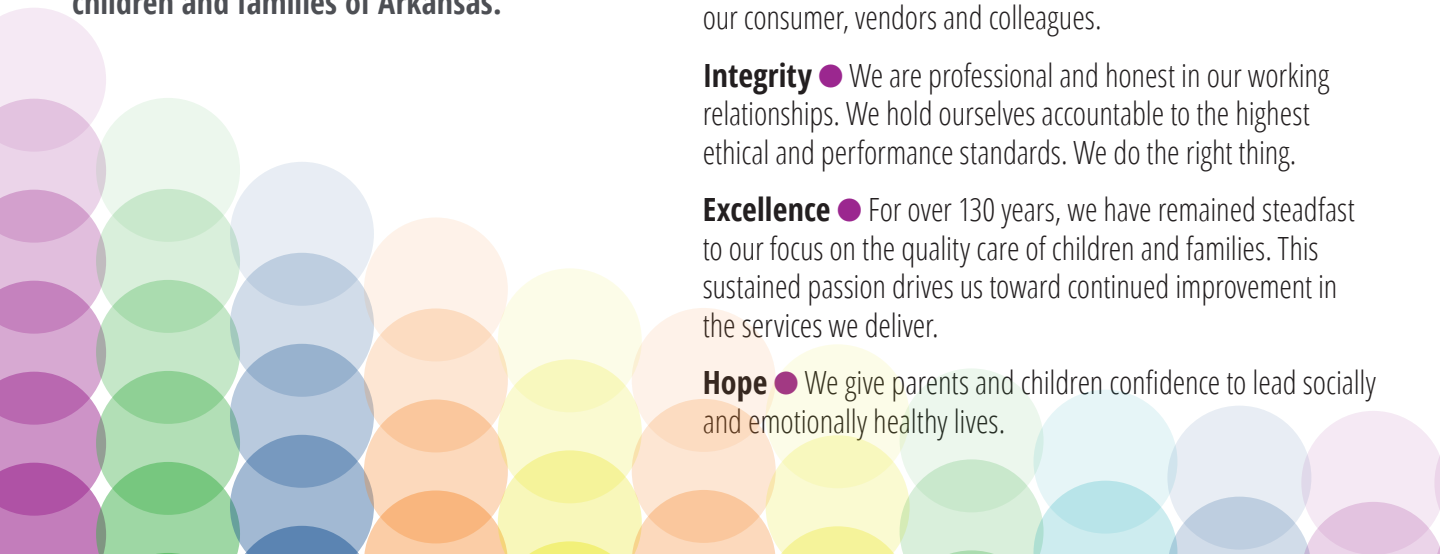 children and families of Arkansas.
our consumer, vendors and colleagues.
Integrity ● We are professional and honest in our working
relationships. We hold ourselves accountable to the highest
ethical and performance standards. We do the right thing.
Excellence ● For over 130 years, we have remained steadfast
to our focus on the quality care of children and families. This
sustained passion drives us toward continued improvement in
the services we deliver.
Hope ● We give parents and children confidence to lead socially
and emotionally healthy lives.